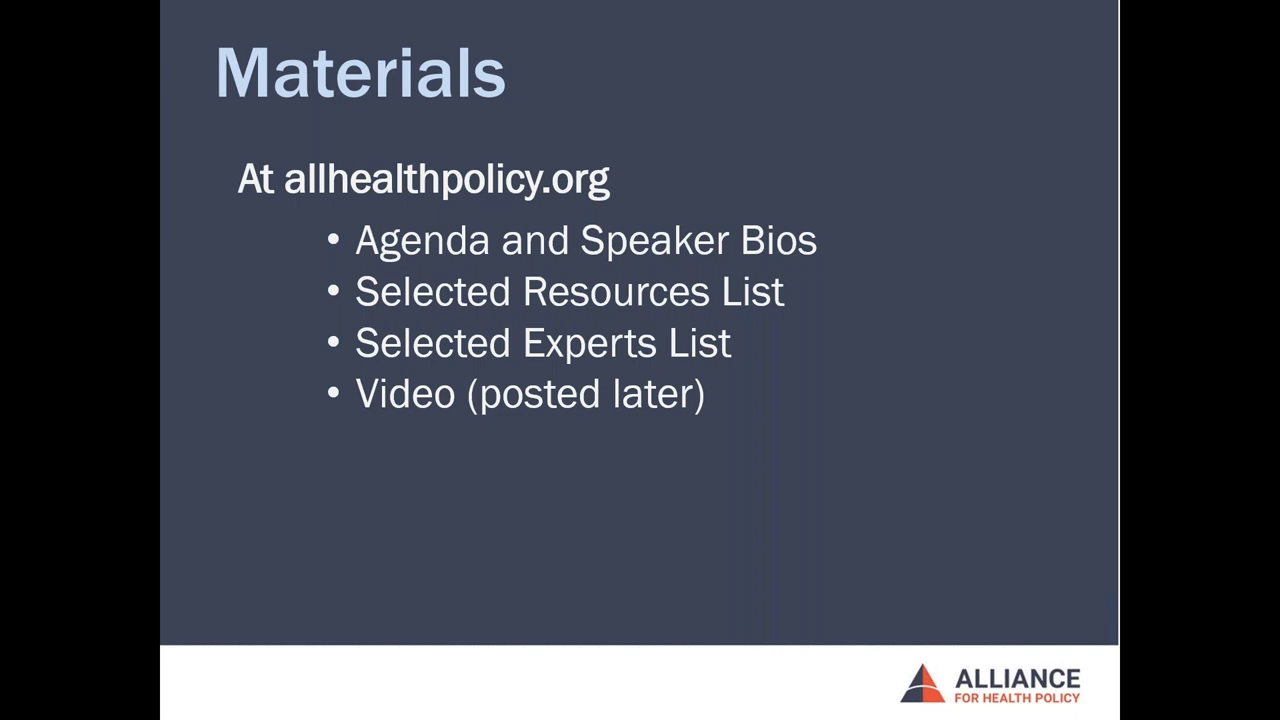 Materials
At allhealthpolicy.org
• Agenda and Speaker Bios
• Selected Resources List
• Selected Experts List
• Video (posted later)
ALLIANCE
FOR HEALTH POLICY